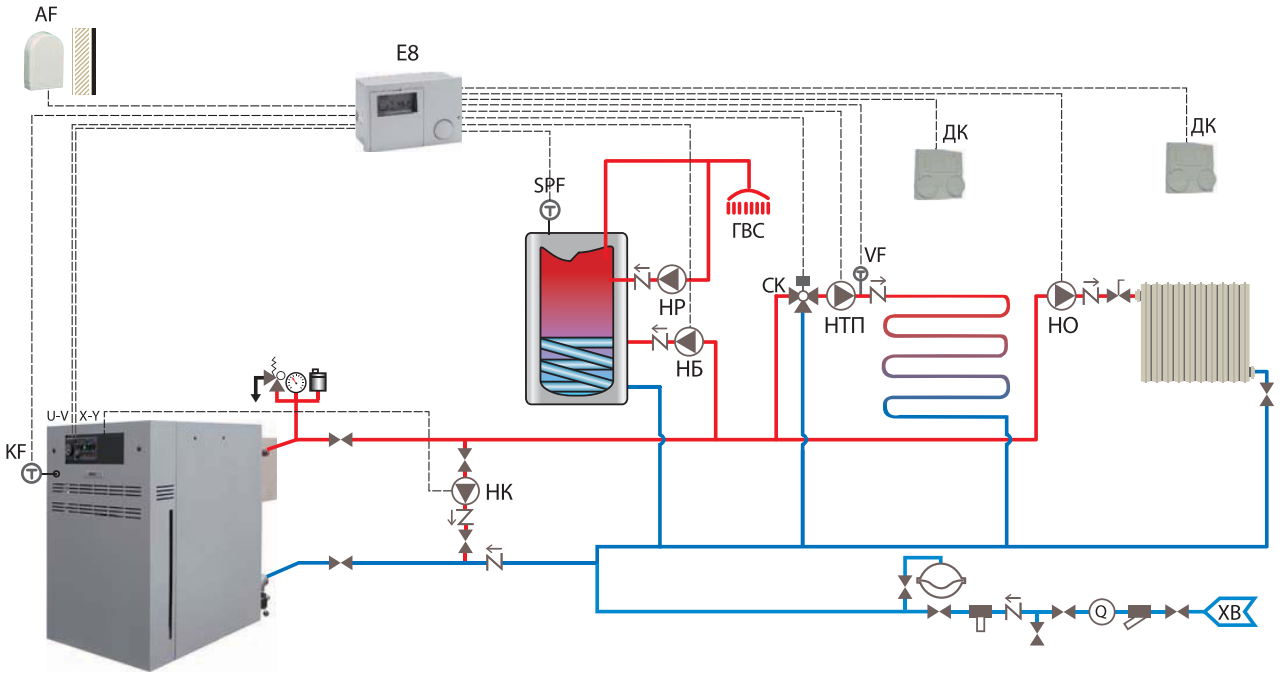 AF
E8
ДК
ДК
SPF
ГВС
VF
СК
НР
НТП
НО
НБ
U-V
X-Y
KF
НК
Q
ХВ